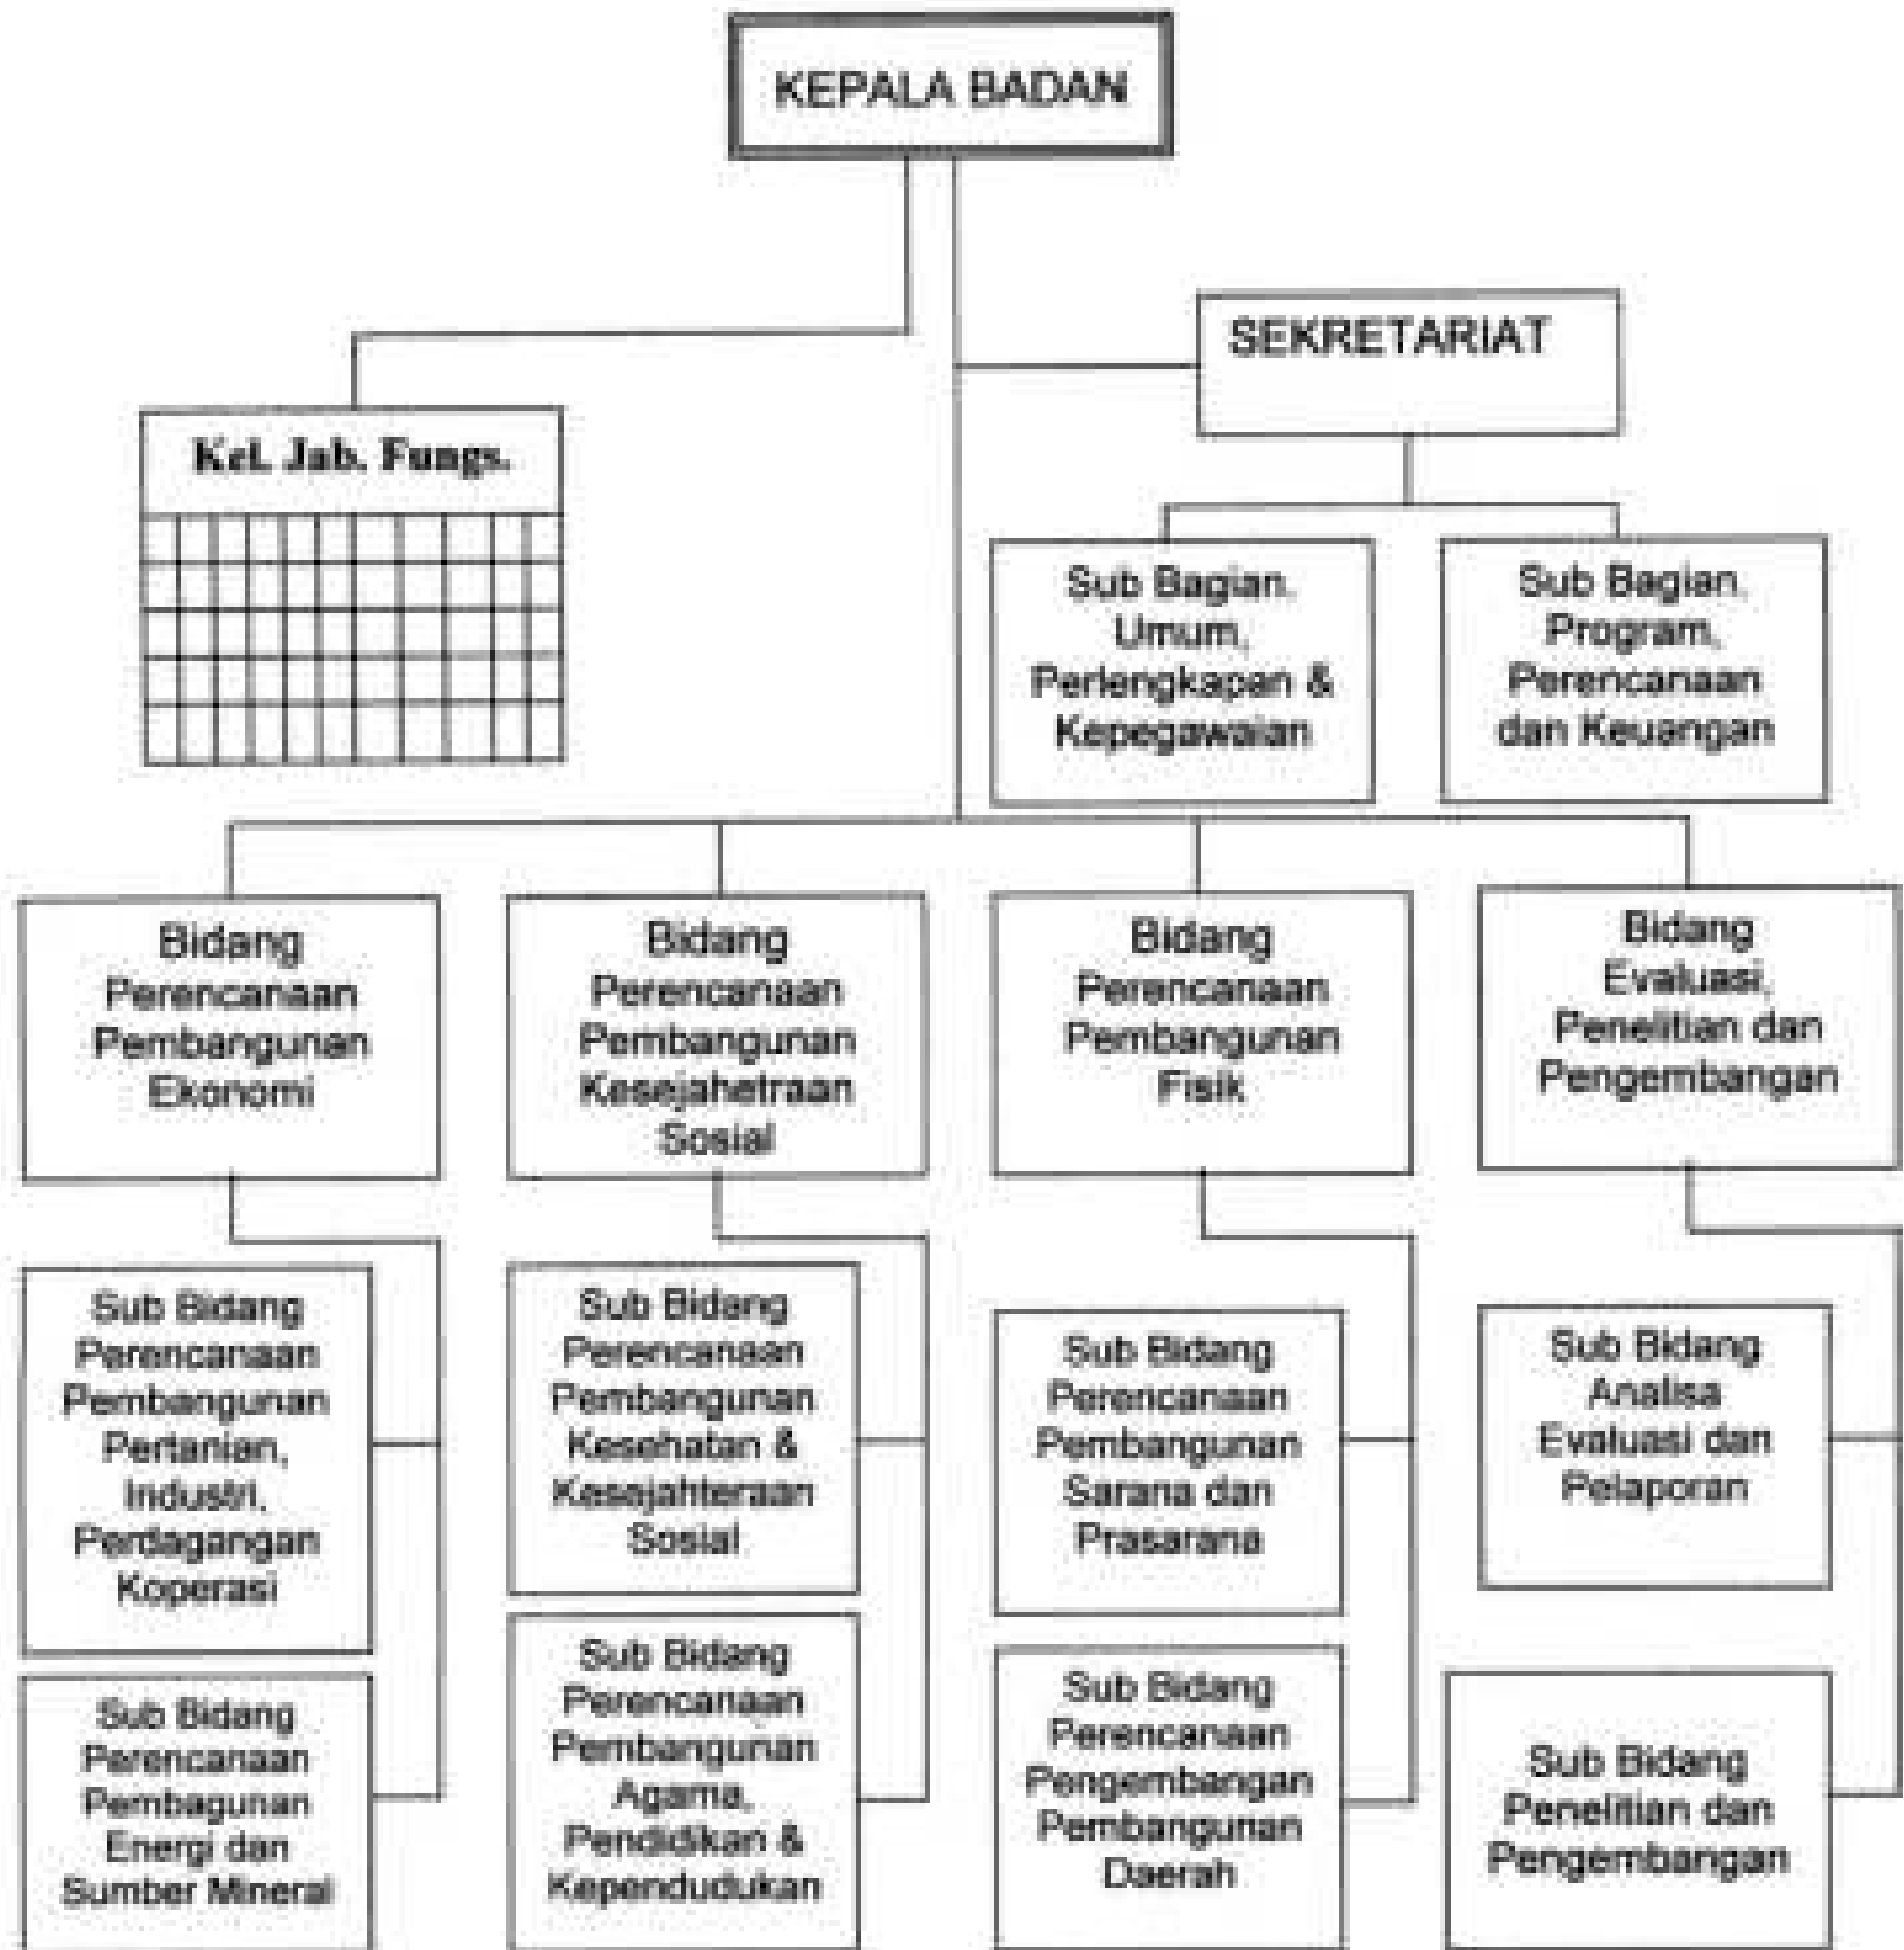 KEPALA BADAN
SEKRETARIAT
Kel. Jab. Fungs.
Sub Bagian.
Umum,
Perlengkapan &
Kepegawaian
Sub Bagian.
Program,
Perencanaan
dan Keuangan
Bidang
Perencanaan
Pembangunan
Ekonomi
Bidang
Perencanaan
Pembangunan
Kesejahetraan
Sosial
Bidang
Perencanaan
Pembangunan
Fisik
Bidang
Evaluasi,
Penelitian dan
Pengembangan
Sub Bidang
Perencanaan
Pembangunan
Pertanian,
Industri,
Perdagangan
Koperasi
Sub Bidang
Perencanaan
Pembangunan
Kesehatan &
Kesejahteraan
Sosial
Sub Bidang
Perencanaan
Pembangunan
Sarana dan
Prasarana
Sub Bidang
Analisa
Evaluasi dan
Pelaporan
Sub Bidang
Perencanaan
Pembagunan
Energi dan
Sumber Mineral
Sub Bidang
Perencanaan
Pembangunan
Agama,
Pendidikan &
Kependudukan
Sub Bidang
Perencanaan
Pengembangan
Pembangunan
Daerah
Sub Bidang
Penelitian dan
Pengembangan